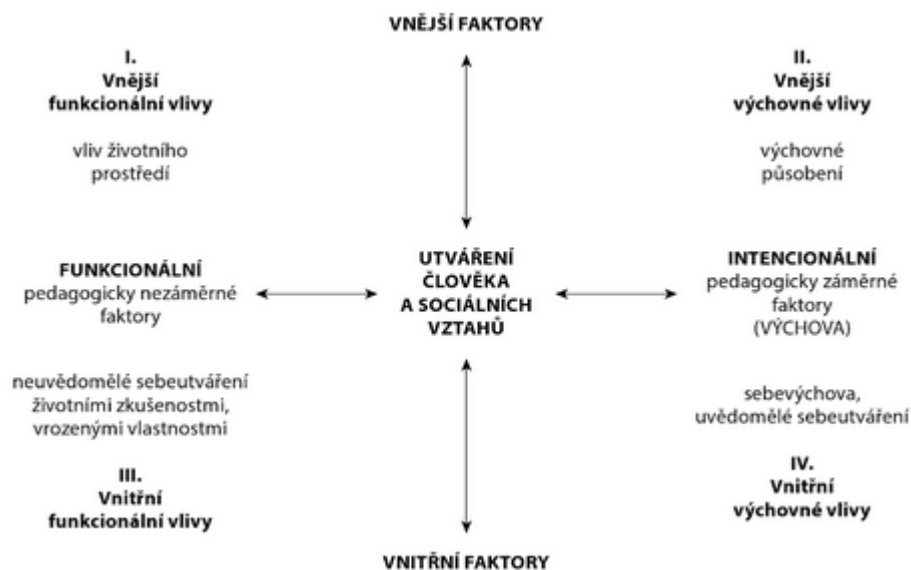 VNĚJŠÍ FAKTORY
I.
Vnější
funkcionální vlivy
vliv životního
prostředí
II.
Vnější
výchovné vlivy
výchovné
působení
FUNKCIONÁLNÍ
pedagogicky nezáměrné
faktory
UTVÁŘENÍ
ČLOVĚKA
A SOCIÁLNÍCH
VZTAHŮ
INTENCIONÁLNÍ
pedagogicky záměrné
faktory
(VÝCHOVA)
neuvědomělé sebeutváření
životními zkušenostmi,
vrozenými vlastnostmi
III.
Vnitřní
funkcionální vlivy
sebevýchova,
uvědomělé sebeutváření
IV.
Vnitřní
výchovné vlivy
VNITŘNÍ FAKTORY